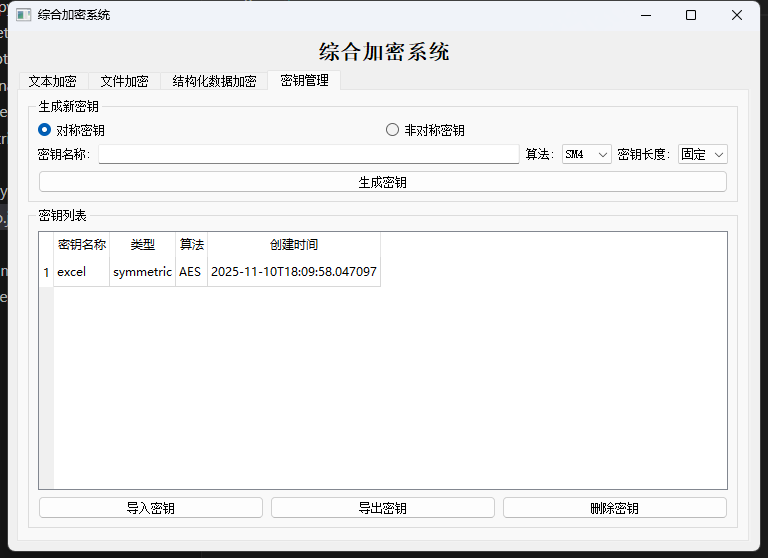 综合加密系统
综合加密系统
文本加密 文件加密 结构化数据加密 密钥管理
生成新密钥
对称密钥 非对称密钥
密钥名称: 算法: SM4 密钥长度: 固定
生成密钥
密钥列表
密钥名称 类型 算法 创建时间
1 excel symmetric AES 2025-11-10T18:09:58.047097
导入密钥 导出密钥 删除密钥